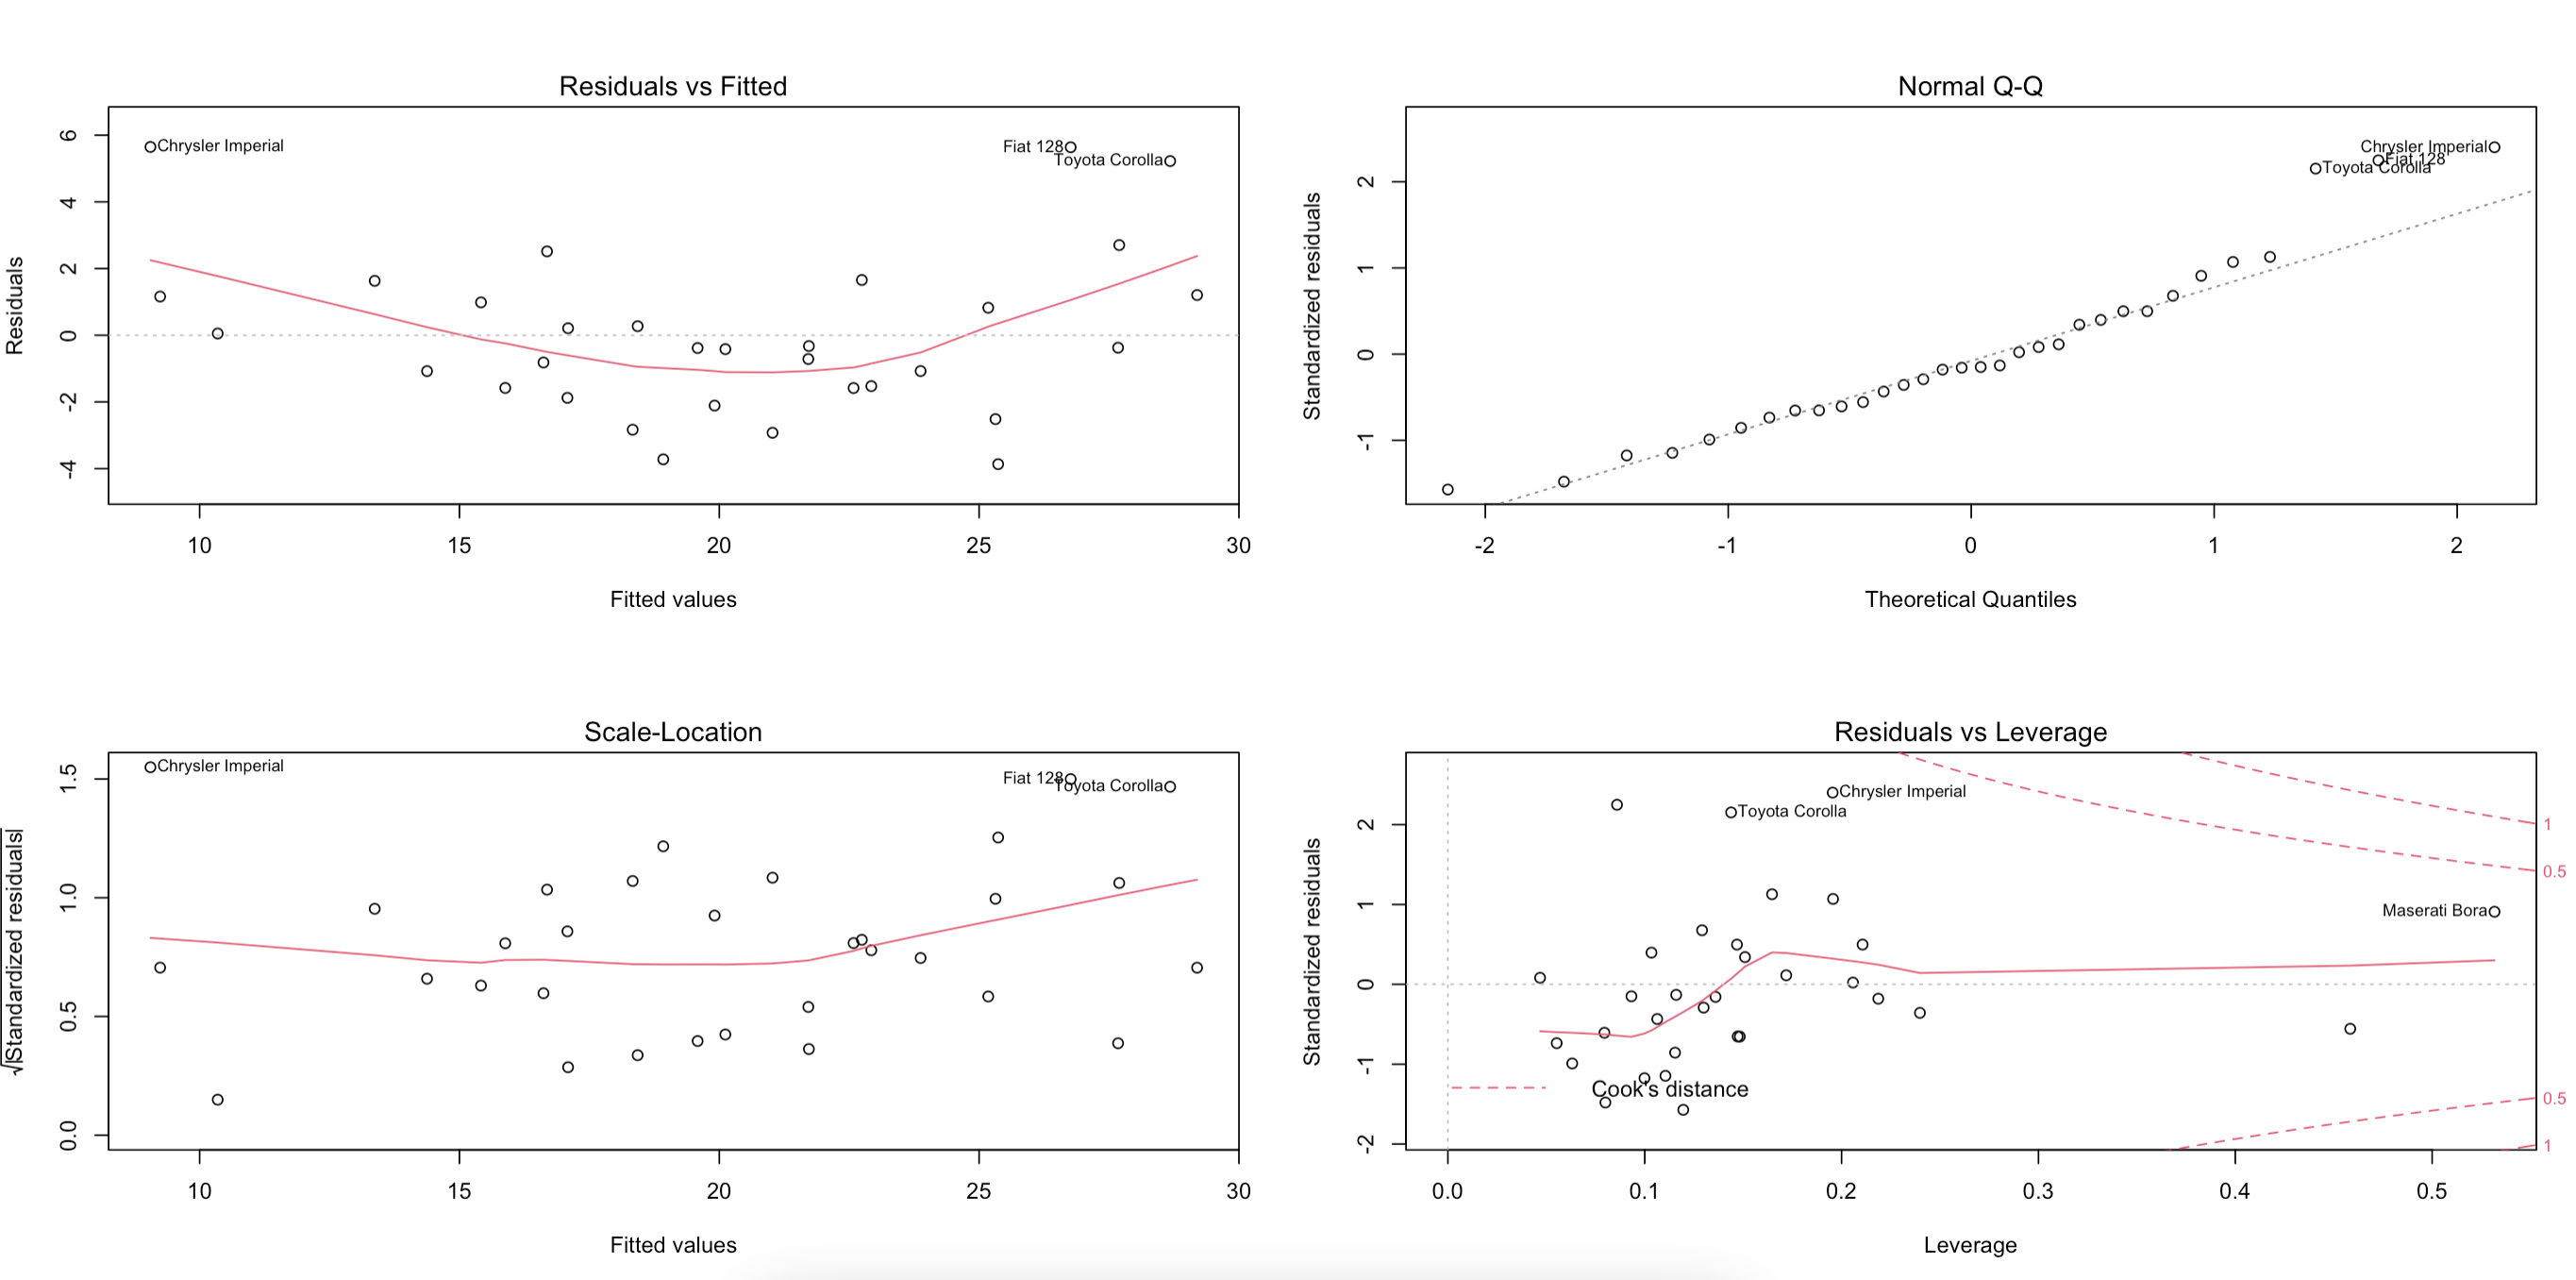 Residuals vs Fitted
Residuals
6
4
2
0
-2
-4
Chrysler Imperial
Fiat 128
Toyota Corolla
10 15 20 25 30
Fitted values
Normal Q-Q
Standardized residuals
2
1
0
-1
Chrysler Imperial
Fiat 128
Toyota Corolla
-2 -1 0 1 2
Theoretical Quantiles
Scale-Location
√|Standardized residuals|
1.5
1.0
0.5
0.0
Chrysler Imperial
Fiat 128
Toyota Corolla
10 15 20 25 30
Fitted values
Residuals vs Leverage
Standardized residuals
2
1
0
-1
-2
Chrysler Imperial
Toyota Corolla
Maserati Bora
Cook's distance
1
0.5
0.5
1
0.0 0.1 0.2 0.3 0.4 0.5
Leverage